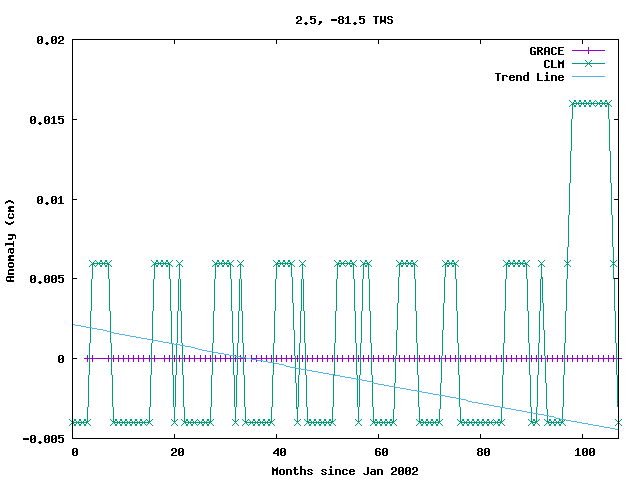 2.5, -81.5 TWS
GRACE
CLM
Trend Line
0.02
0.015
0.01
0.005
0
-0.005
Anomaly (cm)
0 20 40 60 80 100
Months since Jan 2002